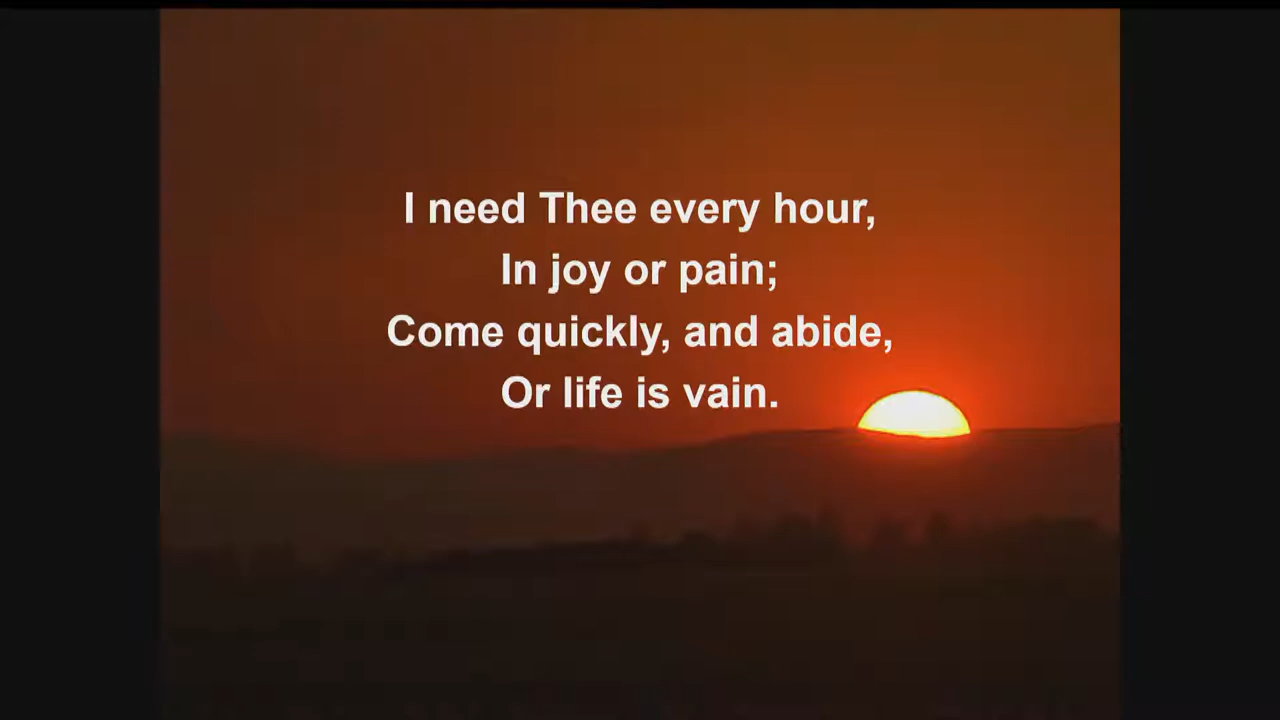 I need Thee every hour,
In joy or pain;
Come quickly, and abide,
Or life is vain.